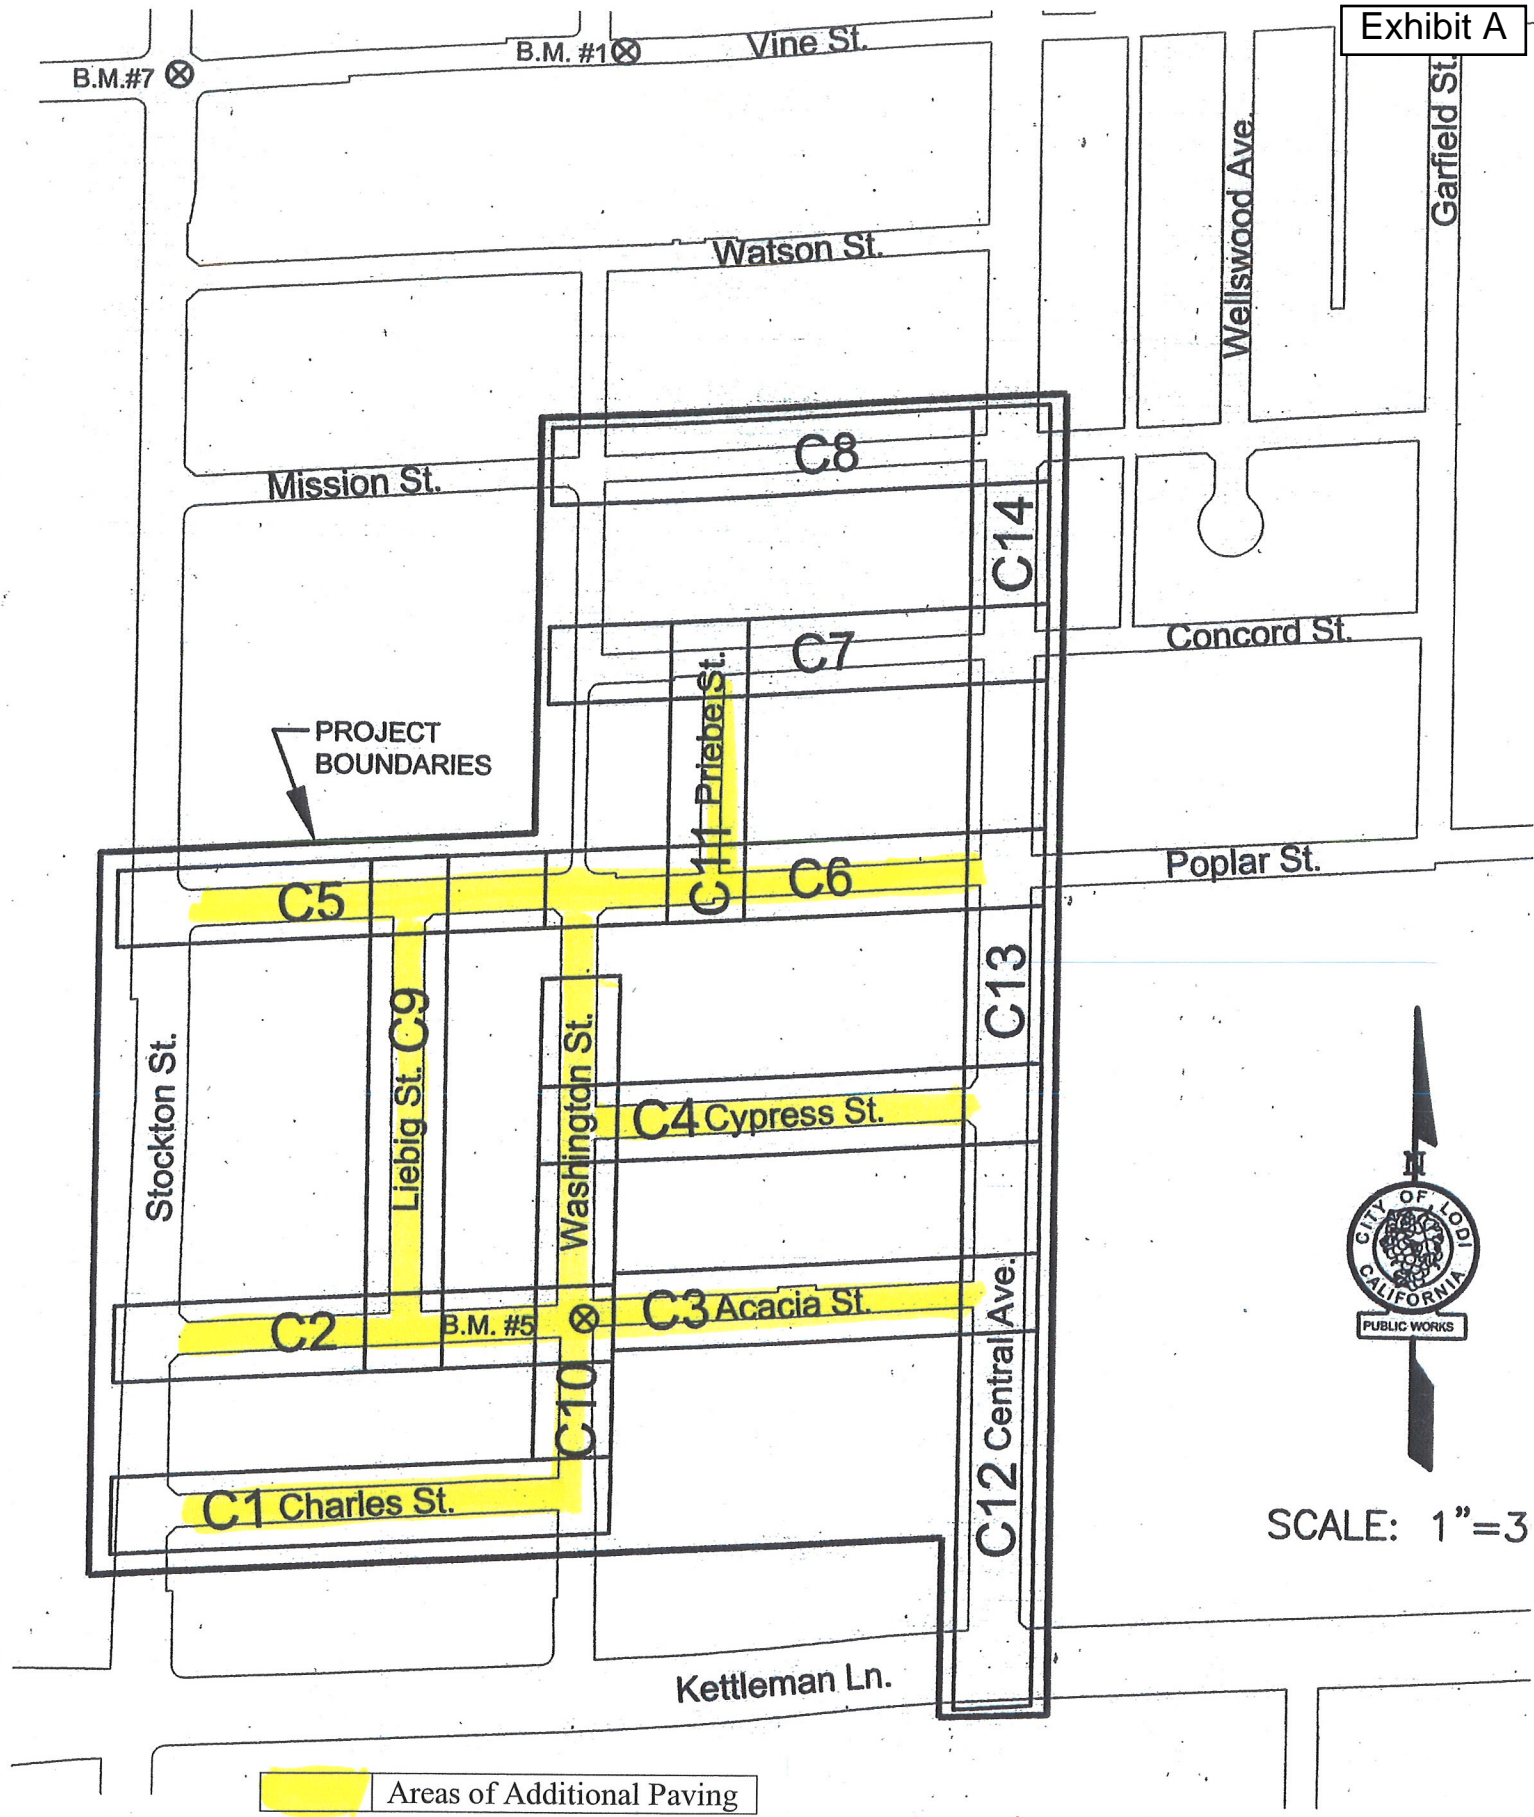 Exhibit A
Vine St.
B.M. #1
B.M.#7
Garfield St.
Wellswood Ave.
Watson St.
C8
Mission St.
C14
Concord St.
C7
Priebe St.
PROJECT
BOUNDARIES
C11
Poplar St.
C6
C5
C9
C13
Liebig St.
Washington St.
Stockton St.
C4 Cypress St.
CITY OF LODI
CALIFORNIA
PUBLIC WORKS
C3 Acacia St.
C2
B.M. #5
Central Ave.
C10
C12
C1 Charles St.
SCALE: 1"=3
Kettleman Ln.
Areas of Additional Paving